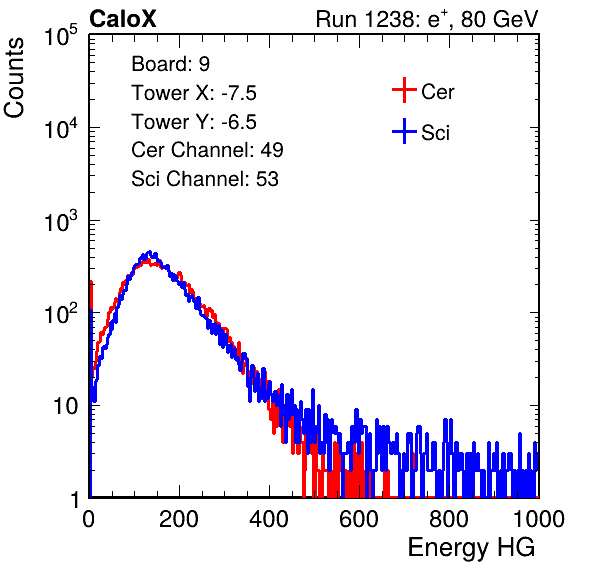 CaloX Run 1238: e⁺, 80 GeV
Board: 9
Tower X: -7.5
Tower Y: -6.5
Cer Channel: 49
Sci Channel: 53
Cer
Sci
Counts
10⁵
10⁴
10³
10²
10
1
0 200 400 600 800 1000
Energy HG